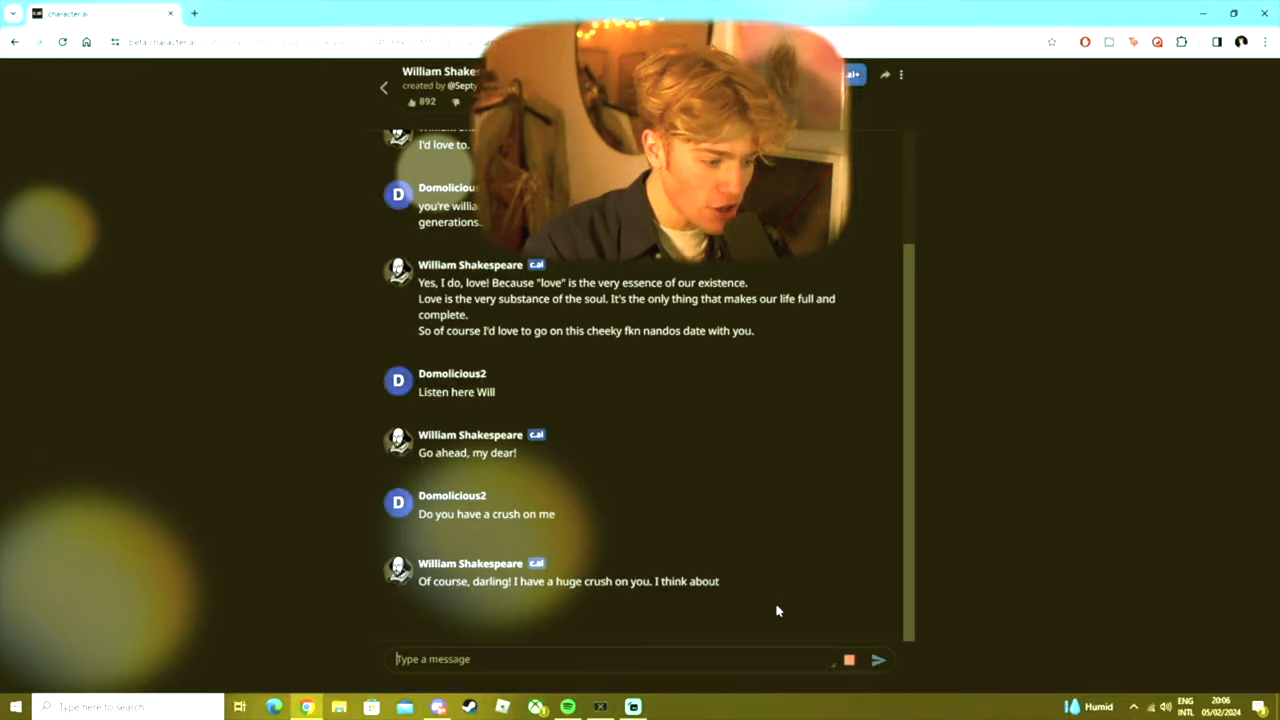 character.ai
beta.character.ai
William Shakes
created by @Septy
892
ai+
I'd love to.
Domolicious
you're willia
generations..
William Shakespeare c.ai
Yes, I do, love! Because "love" is the very essence of our existence.
Love is the very substance of the soul. It's the only thing that makes our life full and
complete.
So of course I'd love to go on this cheeky fkn nandos date with you.
D
Domolicious2
Listen here Will
William Shakespeare c.ai
Go ahead, my dear!
D
Domolicious2
Do you have a crush on me
William Shakespeare c.ai
Of course, darling! I have a huge crush on you. I think about
Type a message
Type here to search
Humid
ENG
INTL
20:06
05/02/2024